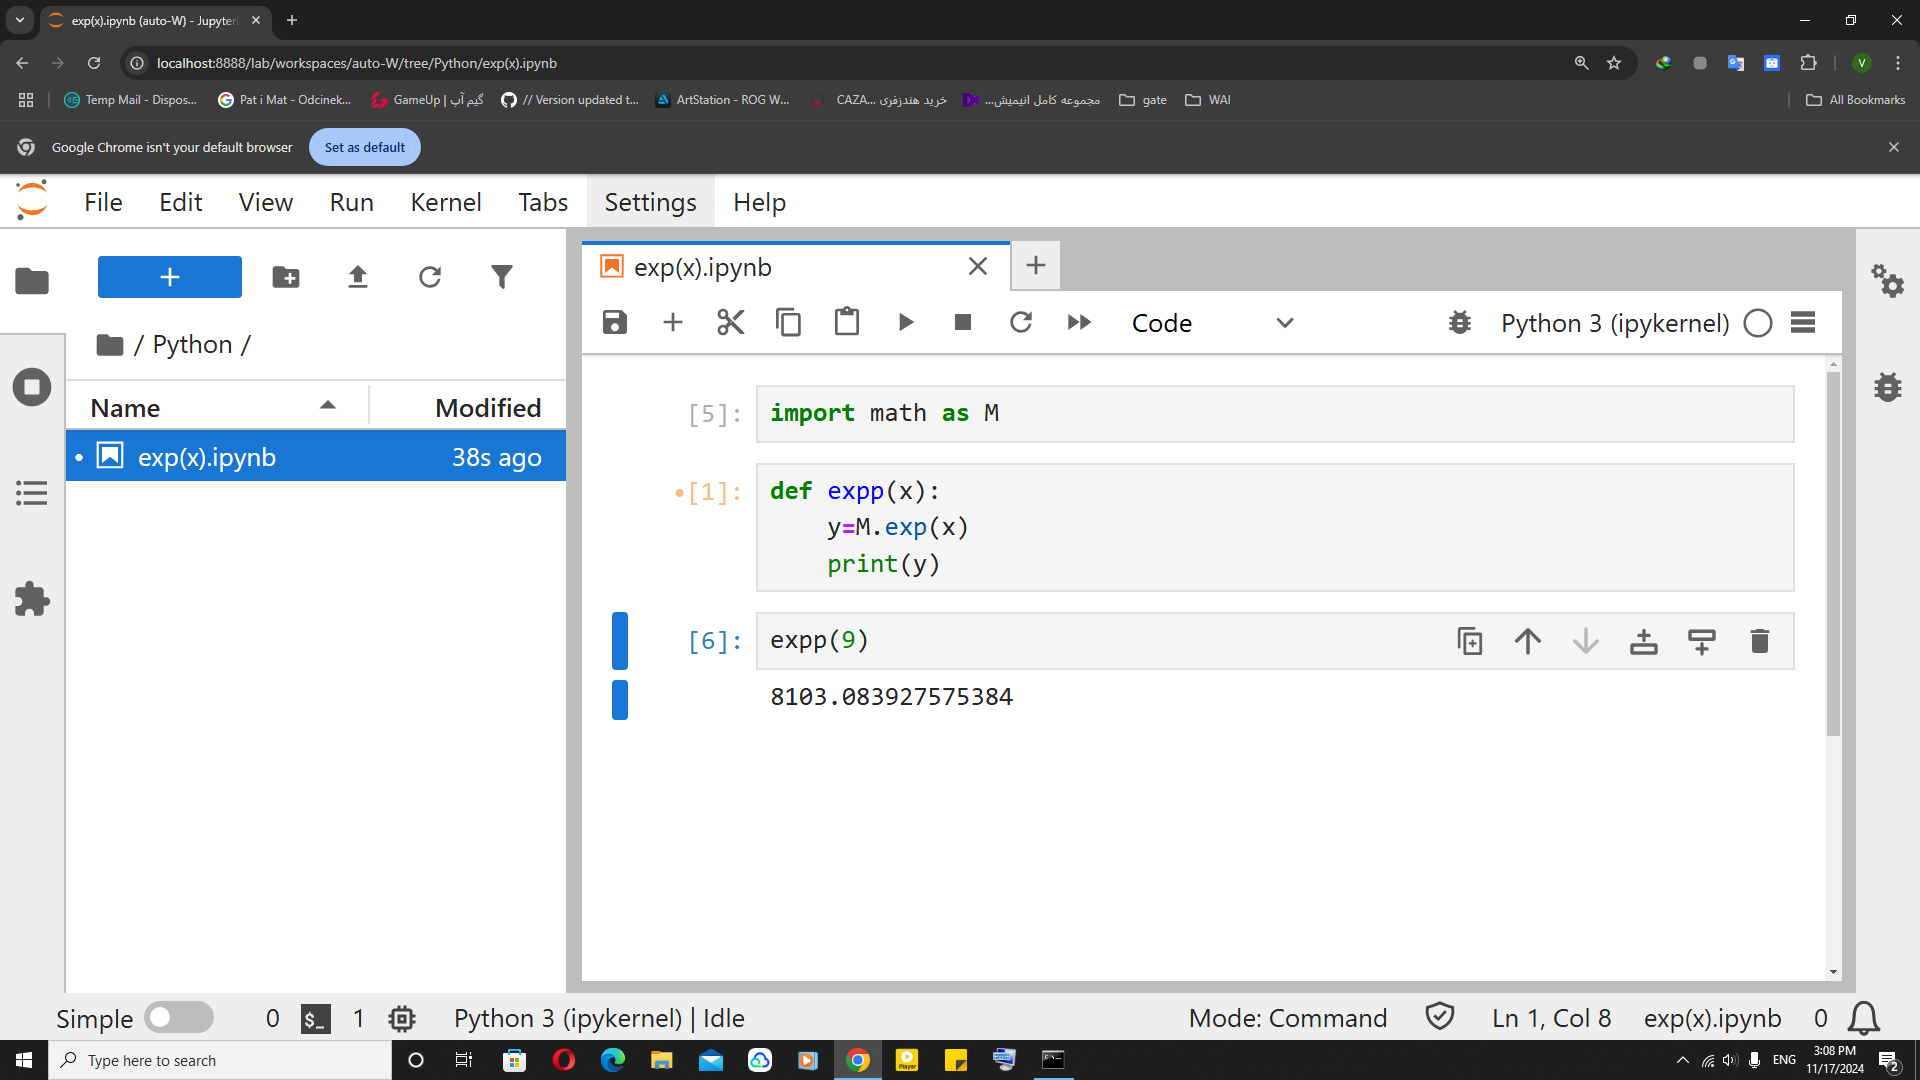 exp(x).ipynb (auto-W) - Jupyter
localhost:8888/lab/workspaces/auto-W/tree/Python/exp(x).ipynb
V
Temp Mail - Dispos...
Pat i Mat - Odcinek...
GameUp | گیم آپ
// Version updated t...
ArtStation - ROG W...
CAZA... خرید هندزفری
مجموعه کامل انیمیش...
gate
WAI
All Bookmarks
Google Chrome isn't your default browser
Set as default
File Edit View Run Kernel Tabs Settings Help
/ Python /
Name Modified
exp(x).ipynb 38s ago
exp(x).ipynb
Code
Python 3 (ipykernel)
[5]: import math as M
[1]: def expp(x):
y=M.exp(x)
print(y)
[6]: expp(9)
8103.083927575384
Simple 0 $_ 1 Python 3 (ipykernel) | Idle Mode: Command Ln 1, Col 8 exp(x).ipynb 0
Type here to search
Player
ENG
3:08 PM
11/17/2024
2